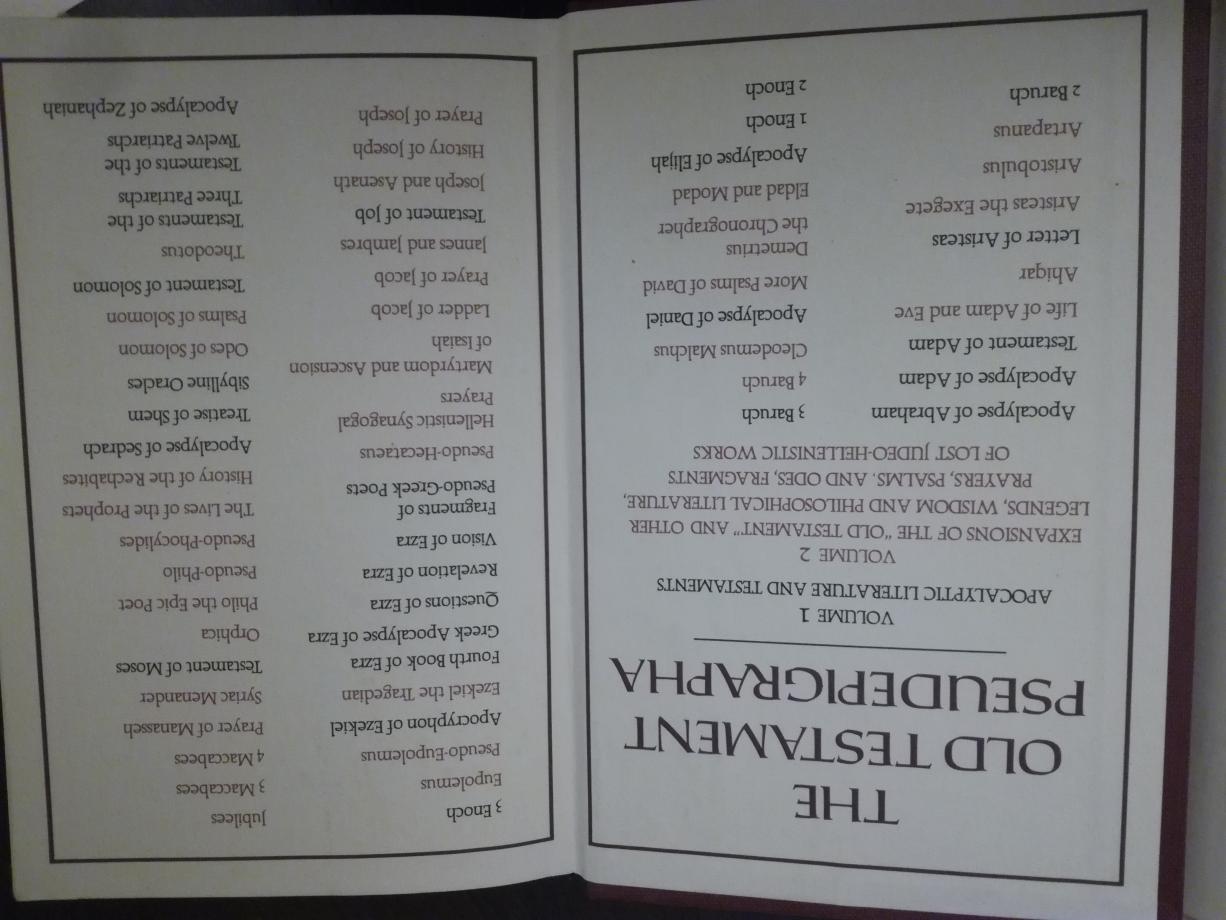 THE
OLD TESTAMENT
PSEUDEPIGRAPHA
VOLUME 1
APOCALYPTIC LITERATURE AND TESTAMENTS
VOLUME 2
EXPANSIONS OF THE "OLD TESTAMENT" AND OTHER
LEGENDS, WISDOM AND PHILOSOPHICAL LITERATURE,
PRAYERS, PSALMS. AND ODES, FRAGMENTS
OF LOST JUDEO-HELLENISTIC WORKS
Apocalypse of Abraham
Apocalypse of Adam
Testament of Adam
Life of Adam and Eve
Ahiqar
Letter of Aristeas
Aristeas the Exegete
Aristobulus
Artapanus
2 Baruch
3 Baruch
4 Baruch
Cleodemus Malchus
Apocalypse of Daniel
More Psalms of David
Demetrius
the Chronographer
Eldad and Modad
Apocalypse of Elijah
1 Enoch
2 Enoch
3 Enoch
Eupolemus
Pseudo-Eupolemus
Apocryphon of Ezekiel
Ezekiel the Tragedian
Fourth Book of Ezra
Greek Apocalypse of Ezra
Questions of Ezra
Revelation of Ezra
Vision of Ezra
Fragments of
Pseudo-Greek Poets
Pseudo-Hecataeus
Hellenistic Synagogal
Prayers
Martyrdom and Ascension
of Isaiah
Ladder of Jacob
Prayer of Jacob
Jannes and Jambres
Testament of Job
Joseph and Asenath
History of Joseph
Prayer of Joseph
Jubilees
3 Maccabees
4 Maccabees
Prayer of Manasseh
Syriac Menander
Testament of Moses
Orphica
Philo the Epic Poet
Pseudo-Philo
Pseudo-Phocylides
The Lives of the Prophets
History of the Rechabites
Apocalypse of Sedrach
Treatise of Shem
Sibylline Oracles
Odes of Solomon
Psalms of Solomon
Testament of Solomon
Theodotus
Testaments of the
Three Patriarchs
Testaments of the
Twelve Patriarchs
Apocalypse of Zephaniah